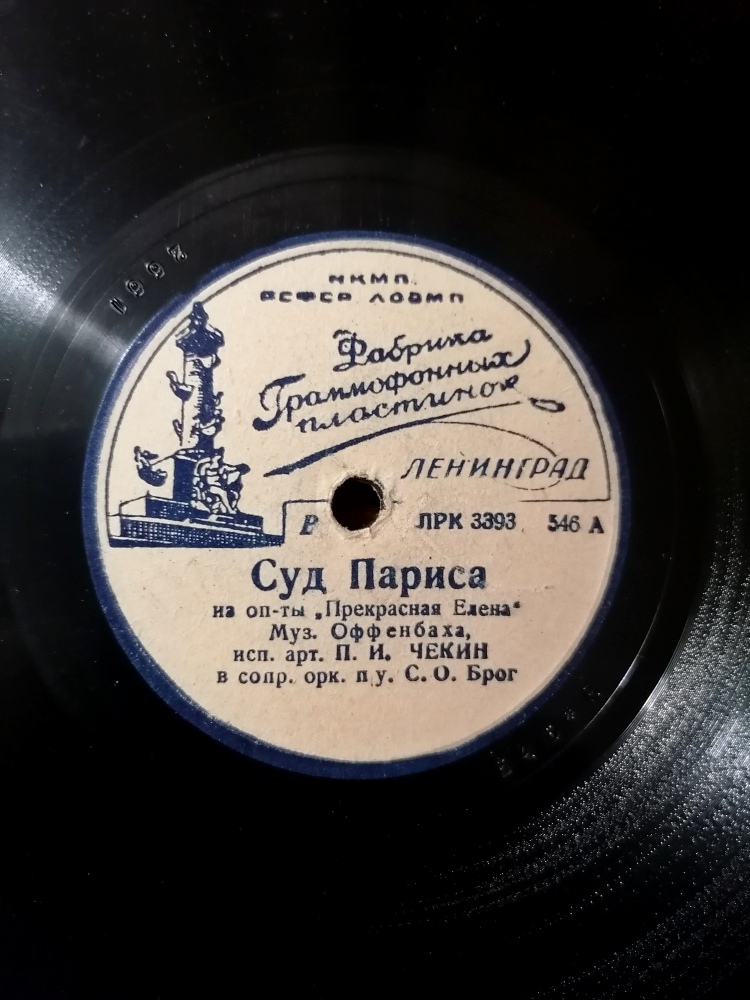 НКМП
РСФСР ЛООМП
Фабрика
Граммофонных
пластинок
ЛЕНИНГРАД
В ЛРК 3393 546 А
Суд Париса
из оп-ты „Прекрасная Елена“
Муз. Оффенбаха,
исп. арт. П. И. ЧЕКИН
в сопр. орк. п/у. С. О. Брог